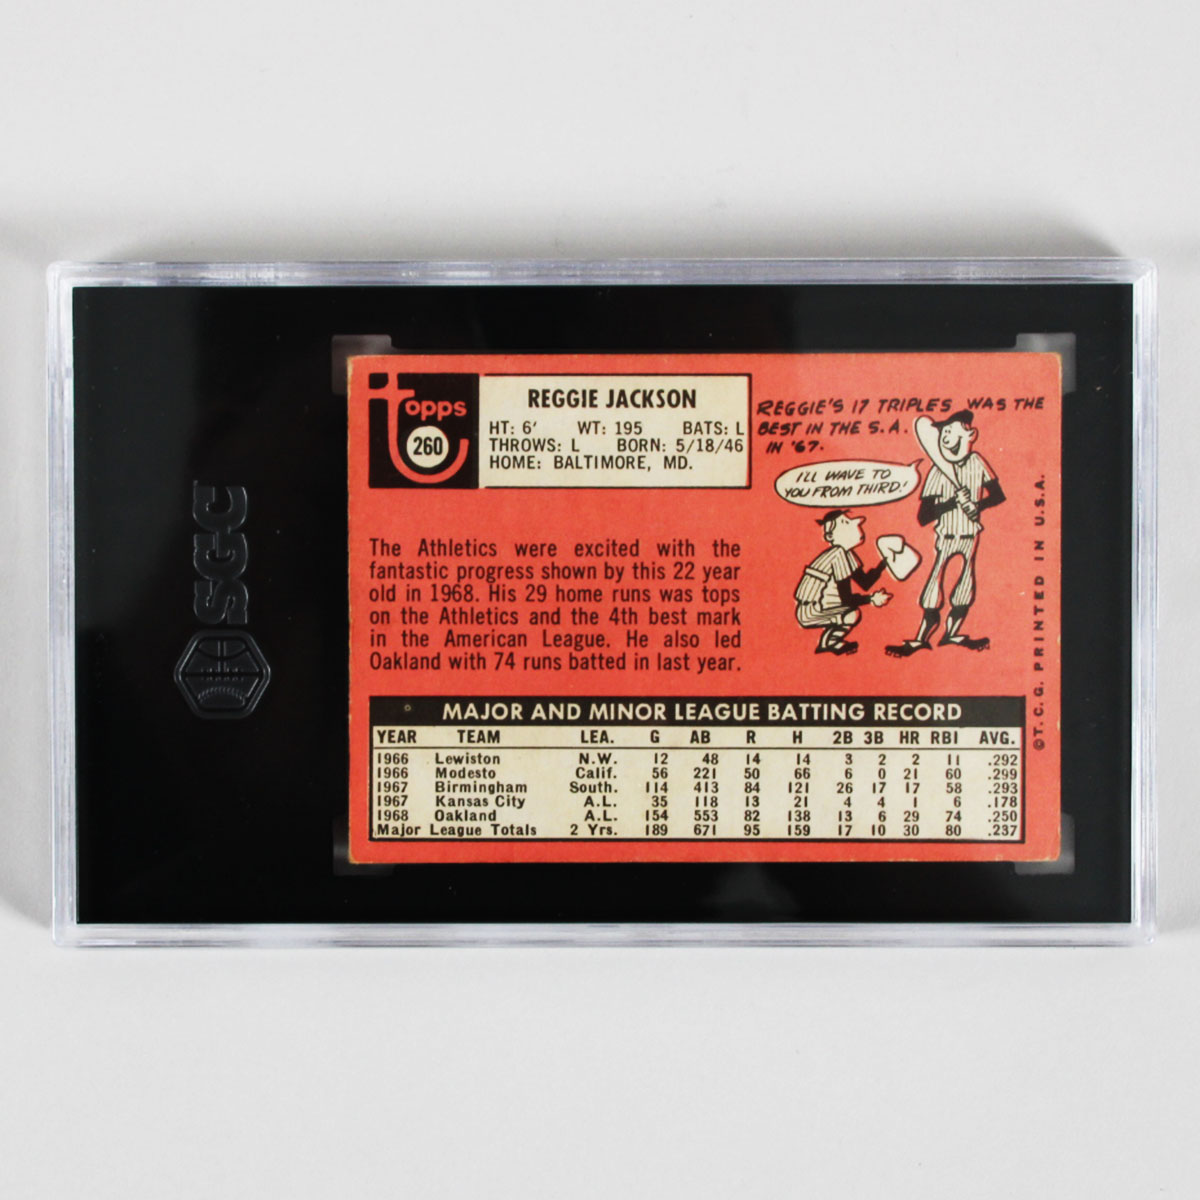 SGC
topps
260
REGGIE JACKSON
HT: 6' WT: 195 BATS: L
THROWS: L BORN: 5/18/46
HOME: BALTIMORE, MD.
REGGIE'S 17 TRIPLES WAS THE
BEST IN THE S.A.
IN '67.
I'LL WAVE TO
YOU FROM THIRD!
The Athletics were excited with the
fantastic progress shown by this 22 year
old in 1968. His 29 home runs was tops
on the Athletics and the 4th best mark
in the American League. He also led
Oakland with 74 runs batted in last year.
©T.C.G. PRINTED IN U.S.A.
MAJOR AND MINOR LEAGUE BATTING RECORD
YEAR TEAM LEA. G AB R H 2B 3B HR RBI AVG.
1966 Lewiston N.W. 12 48 14 14 3 2 2 11 .292
1966 Modesto Calif. 56 221 50 66 6 0 21 60 .299
1967 Birmingham South. 114 413 84 121 26 17 17 58 .293
1967 Kansas City A.L. 35 118 13 21 4 4 1 6 .178
1968 Oakland A.L. 154 553 82 138 13 6 29 74 .250
Major League Totals 2 Yrs. 189 671 95 159 17 10 30 80 .237